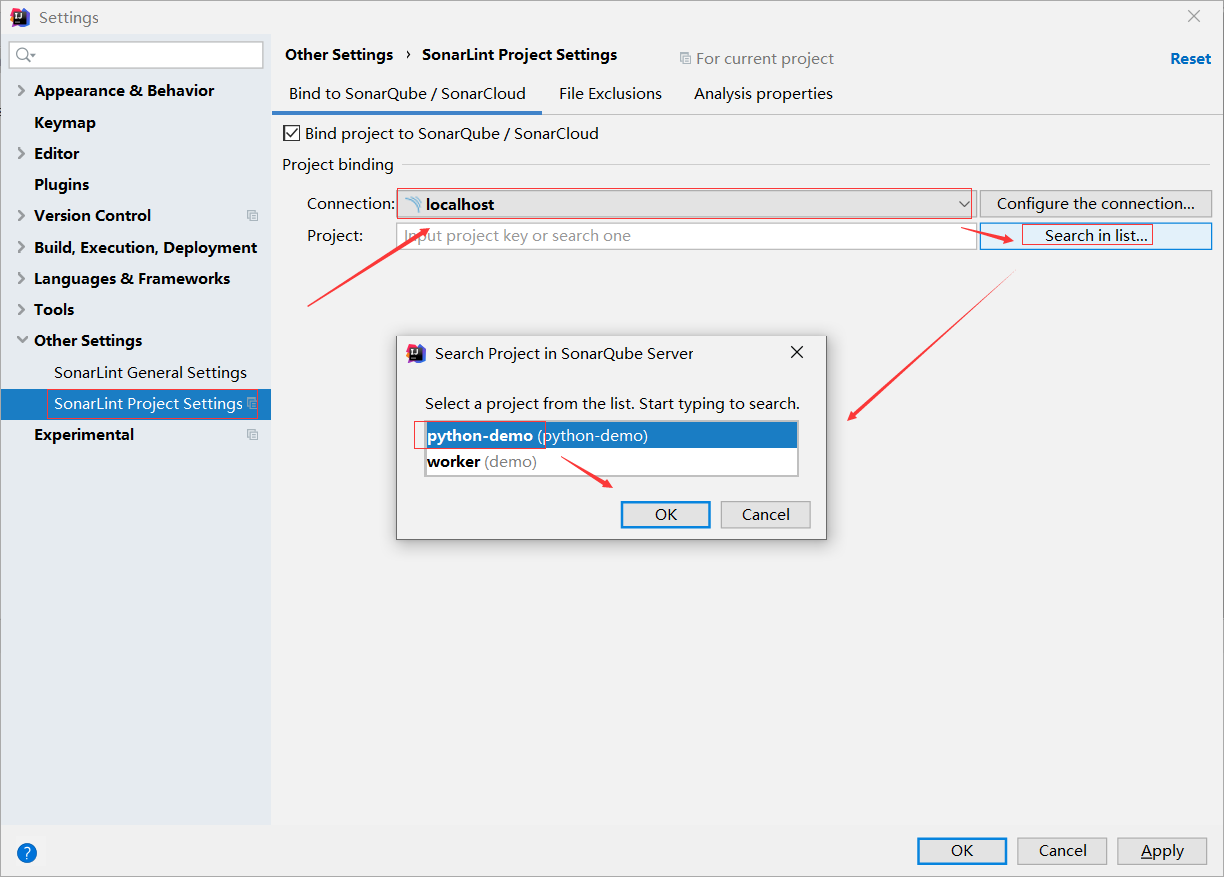 Settings
Other Settings › SonarLint Project Settings For current project Reset
Appearance & Behavior
Keymap
Editor
Plugins
Version Control
Build, Execution, Deployment
Languages & Frameworks
Tools
Other Settings
SonarLint General Settings
SonarLint Project Settings
Experimental
Bind to SonarQube / SonarCloud File Exclusions Analysis properties
Bind project to SonarQube / SonarCloud
Project binding
Connection: localhost Configure the connection...
Project: Input project key or search one Search in list...
Search Project in SonarQube Server
Select a project from the list. Start typing to search.
python-demo (python-demo)
worker (demo)
OK Cancel
? OK Cancel Apply